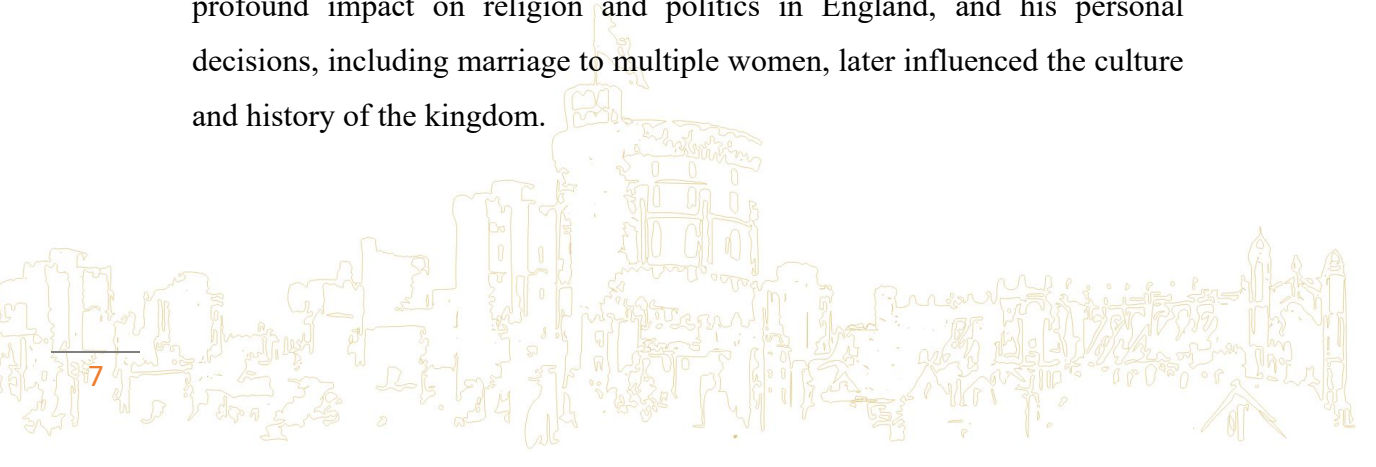 profound impact on religion and politics in England, and his personal
decisions, including marriage to multiple women, later influenced the culture
and history of the kingdom.
7